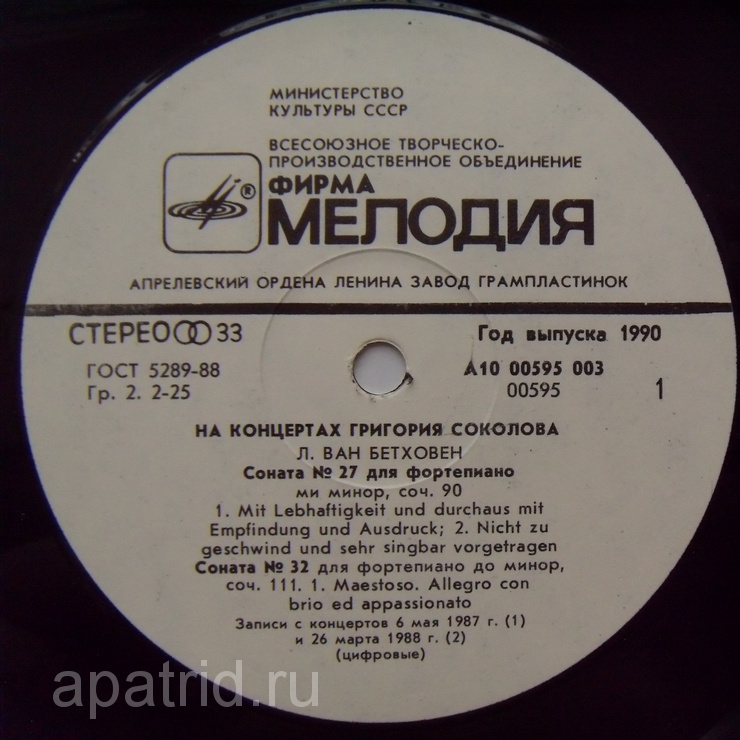 МИНИСТЕРСТВО
КУЛЬТУРЫ СССР
ВСЕСОЮЗНОЕ ТВОРЧЕСКО-
ПРОИЗВОДСТВЕННОЕ ОБЪЕДИНЕНИЕ
® ФИРМА
МЕЛОДИЯ
АПРЕЛЕВСКИЙ ОРДЕНА ЛЕНИНА ЗАВОД ГРАМПЛАСТИНОК
СТЕРЕО 33 Год выпуска 1990
ГОСТ 5289-88 А10 00595 003
Гр. 2. 2-25 00595 1
НА КОНЦЕРТАХ ГРИГОРИЯ СОКОЛОВА
Л. ВАН БЕТХОВЕН
Соната № 27 для фортепиано
ми минор, соч. 90
1. Mit Lebhaftigkeit und durchaus mit
Empfindung und Ausdruck; 2. Nicht zu
geschwind und sehr singbar vorgetragen
Соната № 32 для фортепиано до минор,
соч. 111. 1. Maestoso. Allegro con
brio ed appassionato
Записи с концертов 6 мая 1987 г. (1)
и 26 марта 1988 г. (2)
(цифровые)
apatrid.ru